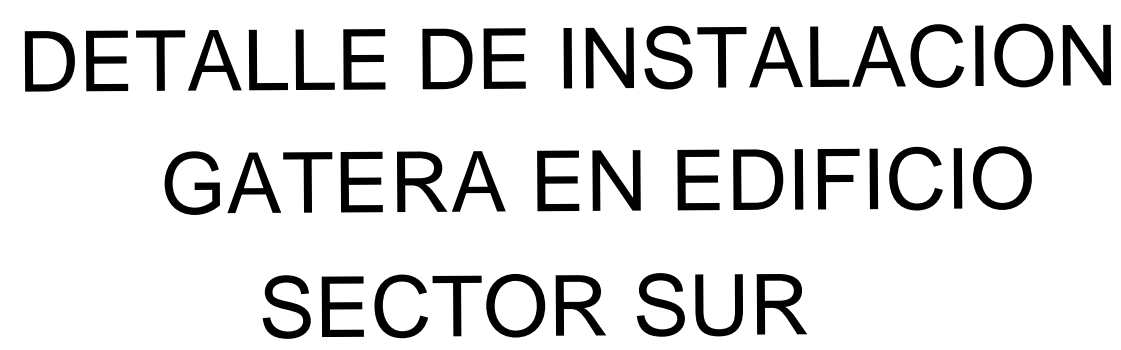 DETALLE DE INSTALACION
GATERA EN EDIFICIO
SECTOR SUR